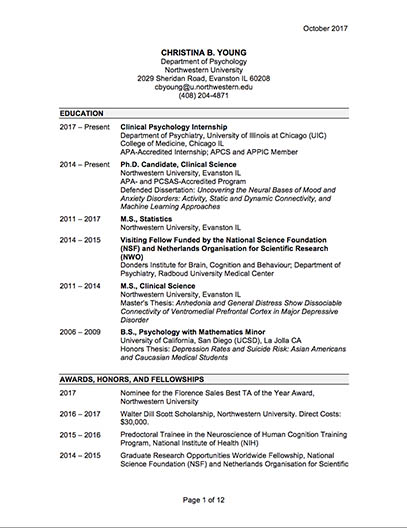 October 2017
CHRISTINA B. YOUNG
Department of Psychology
Northwestern University
2029 Sheridan Road, Evanston IL 60208
cbyoung@u.northwestern.edu
(408) 204-4871
EDUCATION
2017 – Present Clinical Psychology Internship
Department of Psychiatry, University of Illinois at Chicago (UIC)
College of Medicine, Chicago IL
APA-Accredited Internship; APCS and APPIC Member
2014 – Present Ph.D. Candidate, Clinical Science
Northwestern University, Evanston IL
APA- and PCSAS-Accredited Program
Defended Dissertation: Uncovering the Neural Bases of Mood and
Anxiety Disorders: Activity, Static and Dynamic Connectivity, and
Machine Learning Approaches
2011 – 2017 M.S., Statistics
Northwestern University, Evanston IL
2014 – 2015 Visiting Fellow Funded by the National Science Foundation
(NSF) and Netherlands Organisation for Scientific Research
(NWO)
Donders Institute for Brain, Cognition and Behaviour; Department of
Psychiatry, Radboud University Medical Center
2011 – 2014 M.S., Clinical Science
Northwestern University, Evanston IL
Master's Thesis: Anhedonia and General Distress Show Dissociable
Connectivity of Ventromedial Prefrontal Cortex in Major Depressive
Disorder
2006 – 2009 B.S., Psychology with Mathematics Minor
University of California, San Diego (UCSD), La Jolla CA
Honors Thesis: Depression Rates and Suicide Risk: Asian Americans
and Caucasian Medical Students
AWARDS, HONORS, AND FELLOWSHIPS
2017 Nominee for the Florence Sales Best TA of the Year Award,
Northwestern University
2016 – 2017 Walter Dill Scott Scholarship, Northwestern University. Direct Costs:
$30,000.
2015 – 2016 Predoctoral Trainee in the Neuroscience of Human Cognition Training
Program, National Institute of Health (NIH)
2014 – 2015 Graduate Research Opportunities Worldwide Fellowship, National
Science Foundation (NSF) and Netherlands Organisation for Scientific
Page 1 of 12